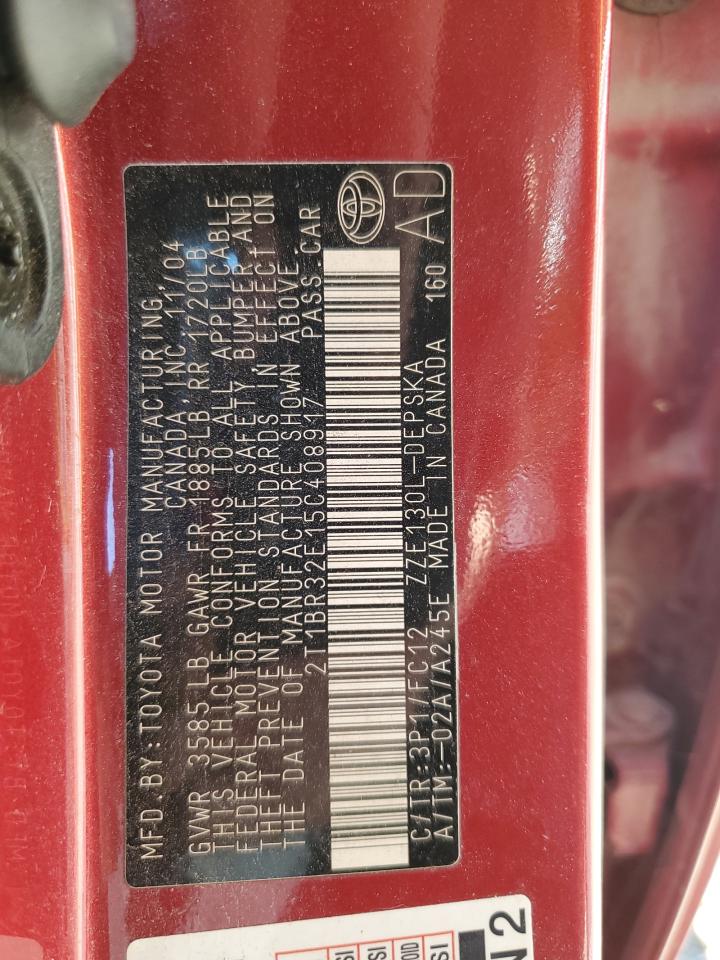 MFD. BY:TOYOTA MOTOR MANUFACTURING,
CANADA, INC 11/04
GVWR 3585LB GAWR FR 1885LB RR 1720LB
THIS VEHICLE CONFORMS TO ALL APPLICABLE
FEDERAL MOTOR VEHICLE SAFETY BUMPER AND
THEFT PREVENTION STANDARDS IN EFFECT ON
THE DATE OF MANUFACTURE SHOWN ABOVE
2T1BR32E15C408917 PASS.CAR
C/TR:3P1/FC12 ZZE130L-DEPSKA
A/TM:-02A/A245E MADE IN CANADA 160 AD